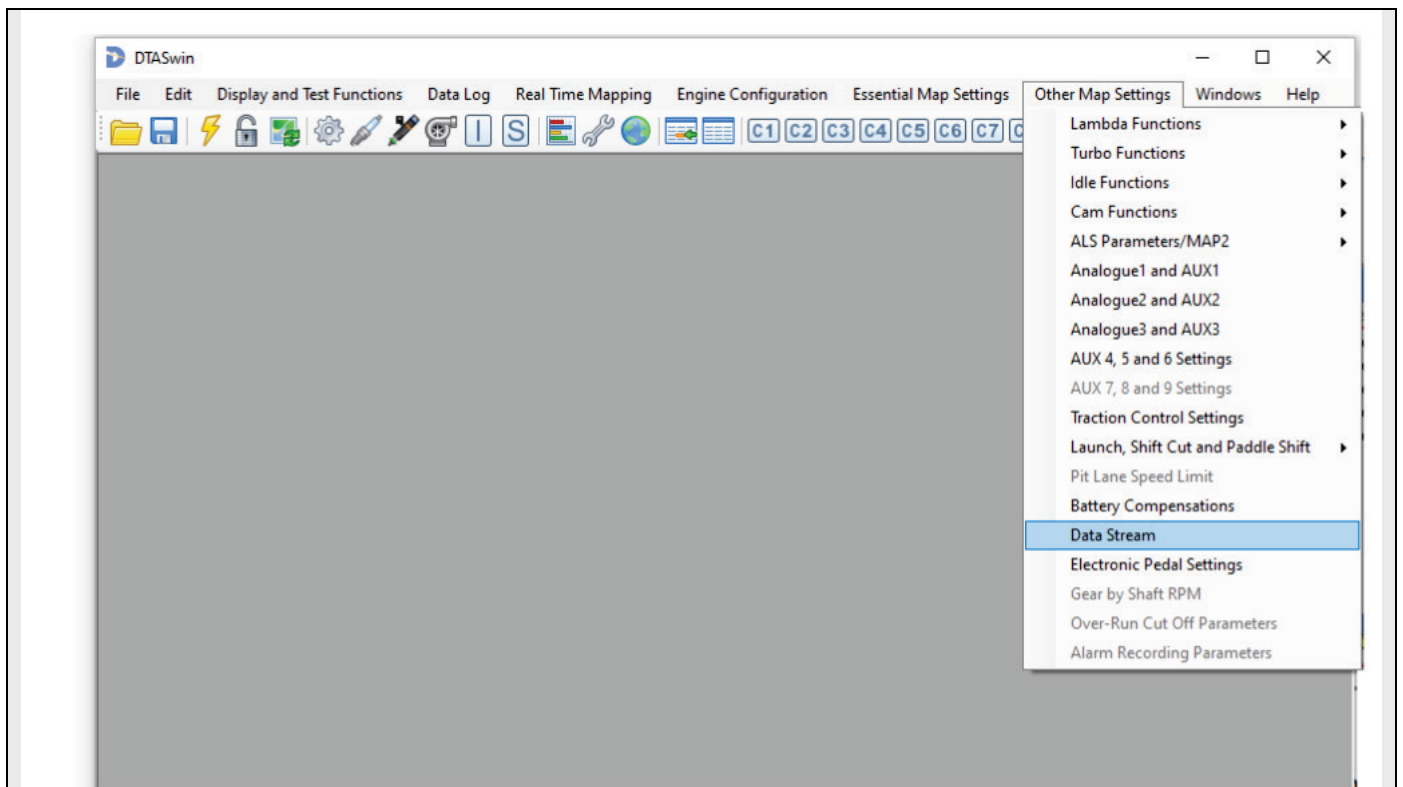 DTASwin
File Edit Display and Test Functions Data Log Real Time Mapping Engine Configuration Essential Map Settings Other Map Settings Windows Help
I S C1 C2 C3 C4 C5 C6 C7
Lambda Functions
Turbo Functions
Idle Functions
Cam Functions
ALS Parameters/MAP2
Analogue1 and AUX1
Analogue2 and AUX2
Analogue3 and AUX3
AUX 4, 5 and 6 Settings
AUX 7, 8 and 9 Settings
Traction Control Settings
Launch, Shift Cut and Paddle Shift
Pit Lane Speed Limit
Battery Compensations
Data Stream
Electronic Pedal Settings
Gear by Shaft RPM
Over-Run Cut Off Parameters
Alarm Recording Parameters